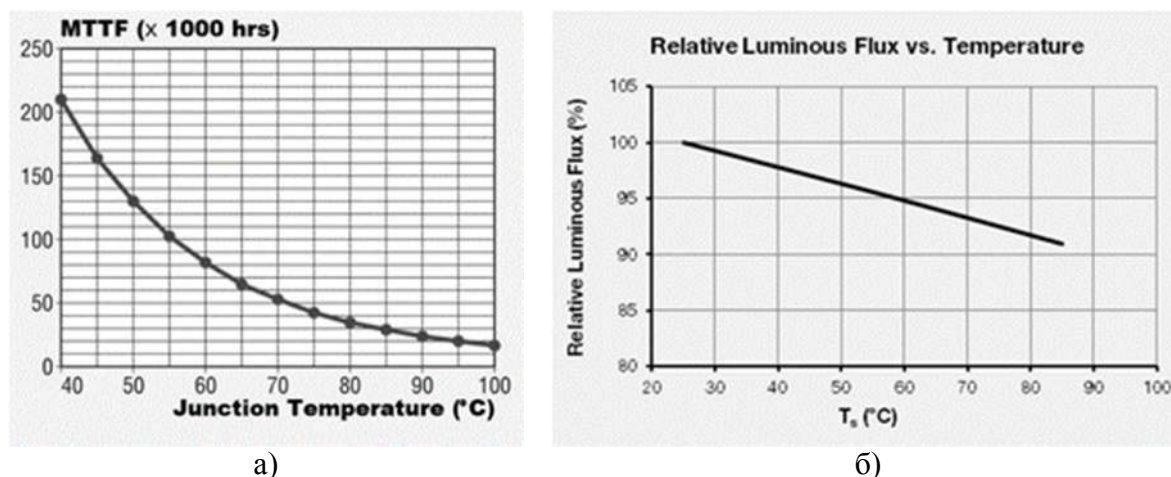 MTTF (x 1000 hrs)
250
200
150
100
50
0
40 50 60 70 80 90 100
Junction Temperature (°C)
а)
Relative Luminous Flux vs. Temperature
Relative Luminous Flux (%)
105
100
95
90
85
80
20 30 40 50 60 70 80 90 100
Ts (°C)
б)